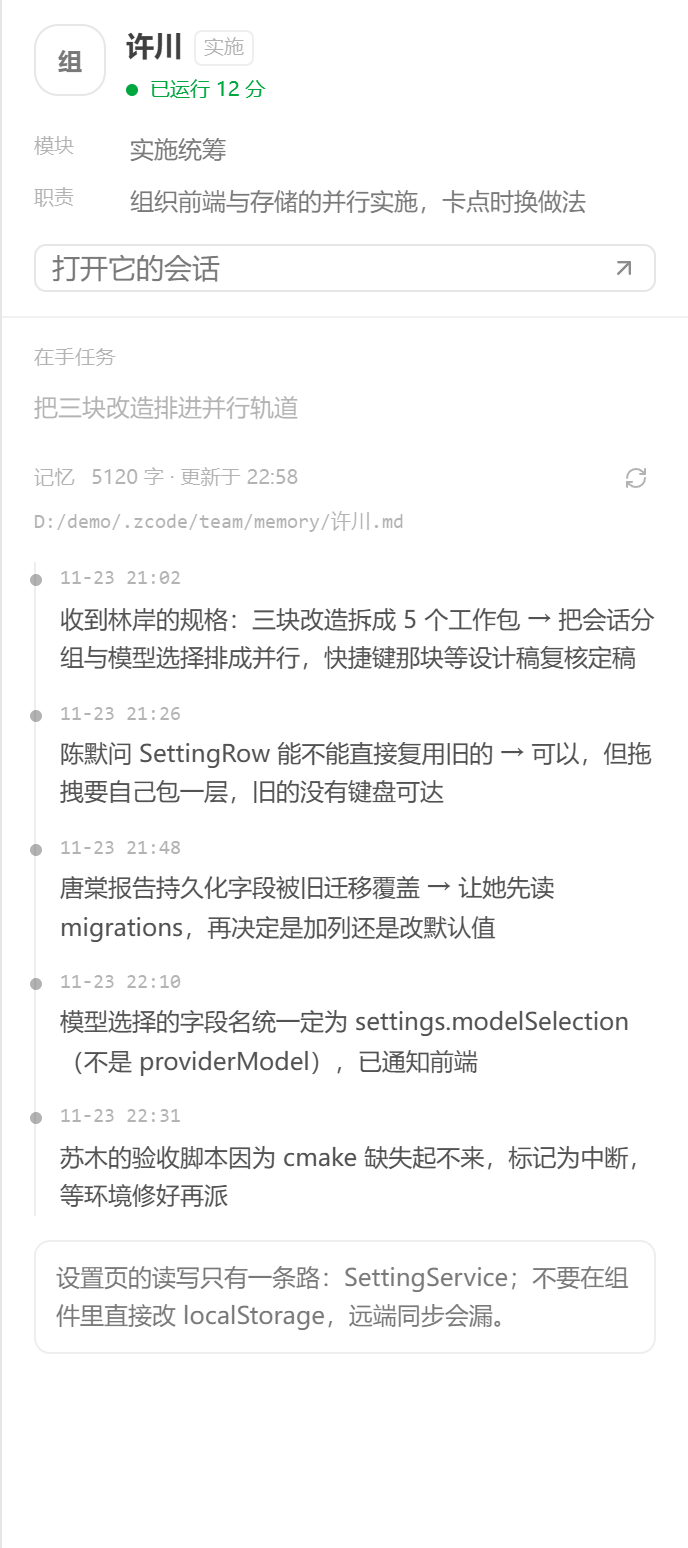 组
许川 实施
已运行 12 分
模块 实施统筹
职责 组织前端与存储的并行实施，卡点时换做法
打开它的会话
在手任务
把三块改造排进并行轨道
记忆 5120 字 · 更新于 22:58
D:/demo/.zcode/team/memory/许川.md
11-23 21:02
收到林岸的规格：三块改造拆成 5 个工作包 → 把会话分
组与模型选择排成并行，快捷键那块等设计稿复核定稿
11-23 21:26
陈默问 SettingRow 能不能直接复用旧的 → 可以，但拖
拽要自己包一层，旧的没有键盘可达
11-23 21:48
唐棠报告持久化字段被旧迁移覆盖 → 让她先读
migrations，再决定是加列还是改默认值
11-23 22:10
模型选择的字段名统一定为 settings.modelSelection
（不是 providerModel），已通知前端
11-23 22:31
苏木的验收脚本因为 cmake 缺失起不来，标记为中断，
等环境修好再派
设置页的读写只有一条路：SettingService；不要在组
件里直接改 localStorage，远端同步会漏。